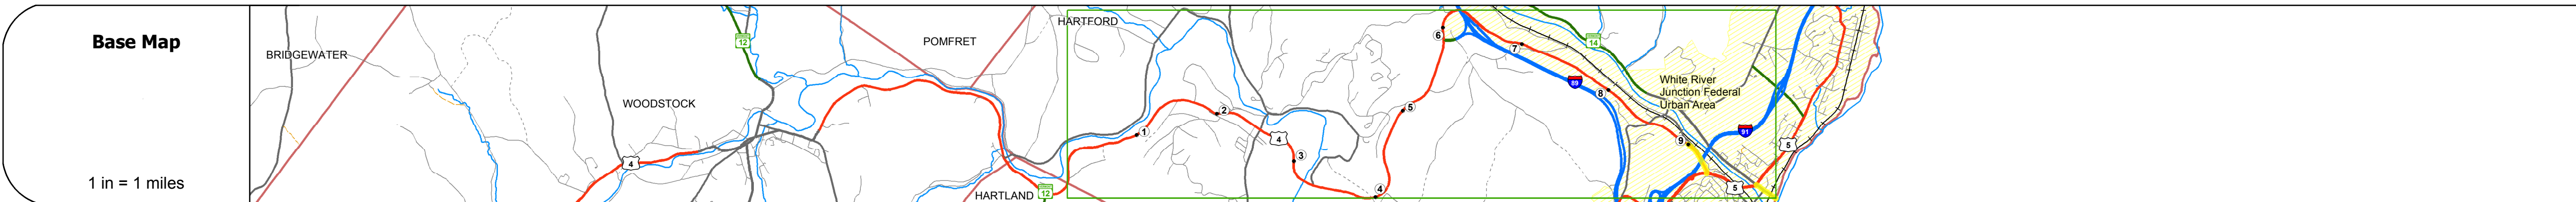 Base Map
1 in = 1 miles
BRIDGEWATER
WOODSTOCK
4
12
POMFRET
HARTLAND
12
HARTFORD
1
2
4
3
4
5
6
7
89
8
14
White River
Junction Federal
Urban Area
9
91
5
5